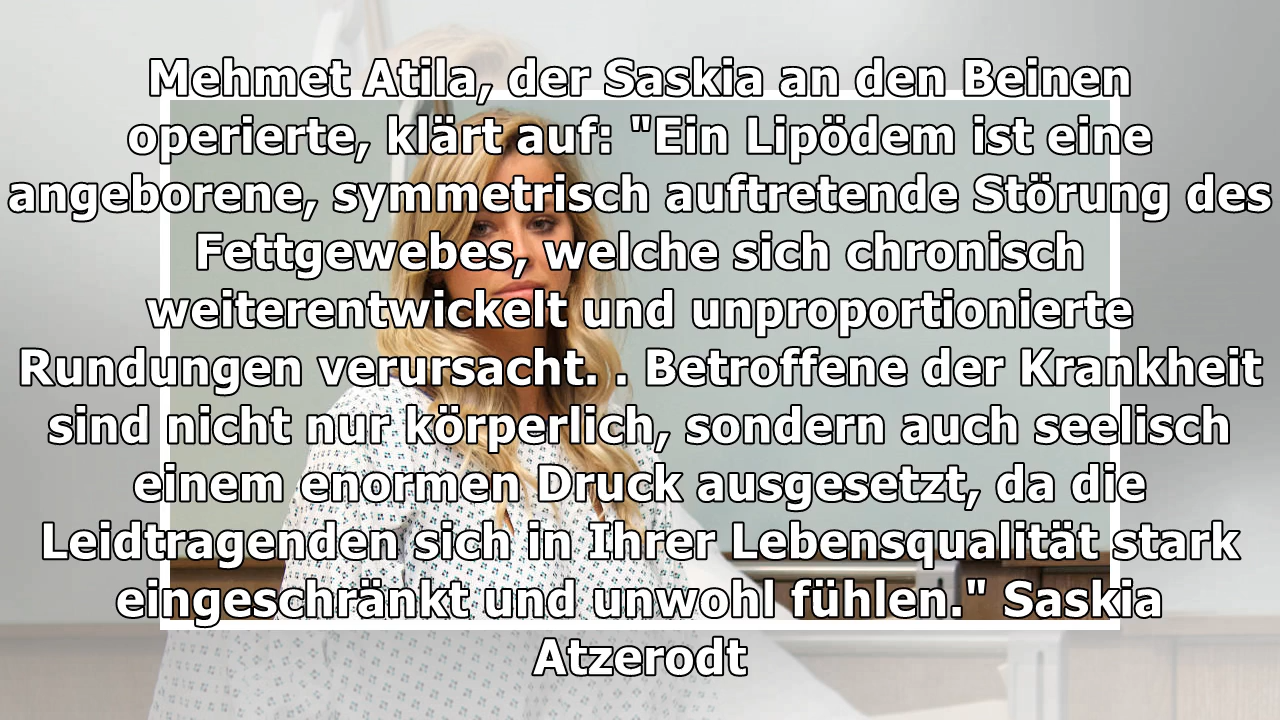 Mehmet Atila, der Saskia an den Beinen
operierte, klärt auf: "Ein Lipödem ist eine
angeborene, symmetrisch auftretende Störung des
Fettgewebes, welche sich chronisch
weiterentwickelt und unproportionierte
Rundungen verursacht. . Betroffene der Krankheit
sind nicht nur körperlich, sondern auch seelisch
einem enormen Druck ausgesetzt, da die
Leidtragenden sich in Ihrer Lebensqualität stark
eingeschränkt und unwohl fühlen." Saskia
Atzerodt